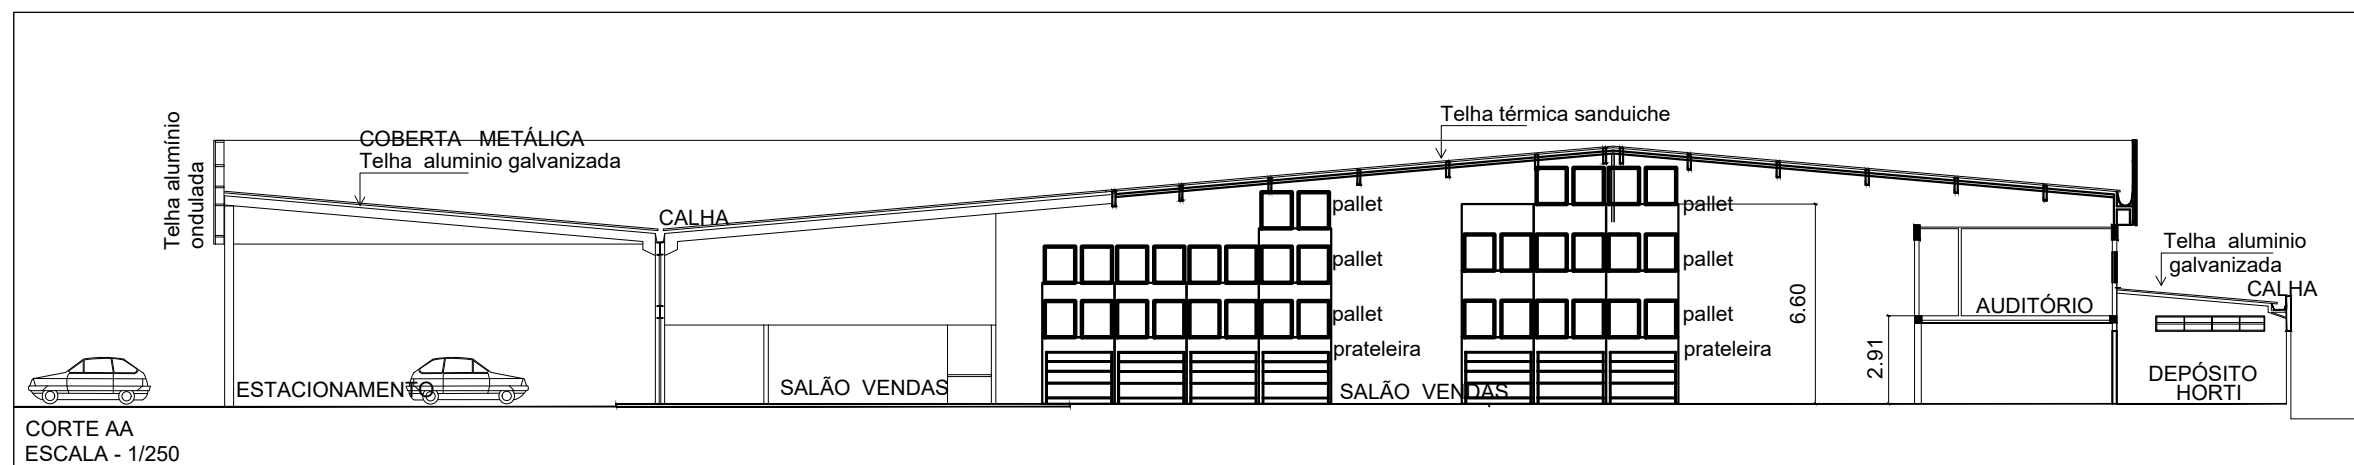 Telha alumínio
ondulada
COBERTA METÁLICA
Telha aluminio galvanizada
CALHA
Telha térmica sanduiche
pallet
pallet
pallet
prateleira
pallet
pallet
pallet
prateleira
6.60
2.91
AUDITÓRIO
Telha aluminio
galvanizada
CALHA
DEPÓSITO
HORTI
ESTACIONAMENTO
SALÃO VENDAS
SALÃO VENDAS
CORTE AA
ESCALA - 1/250